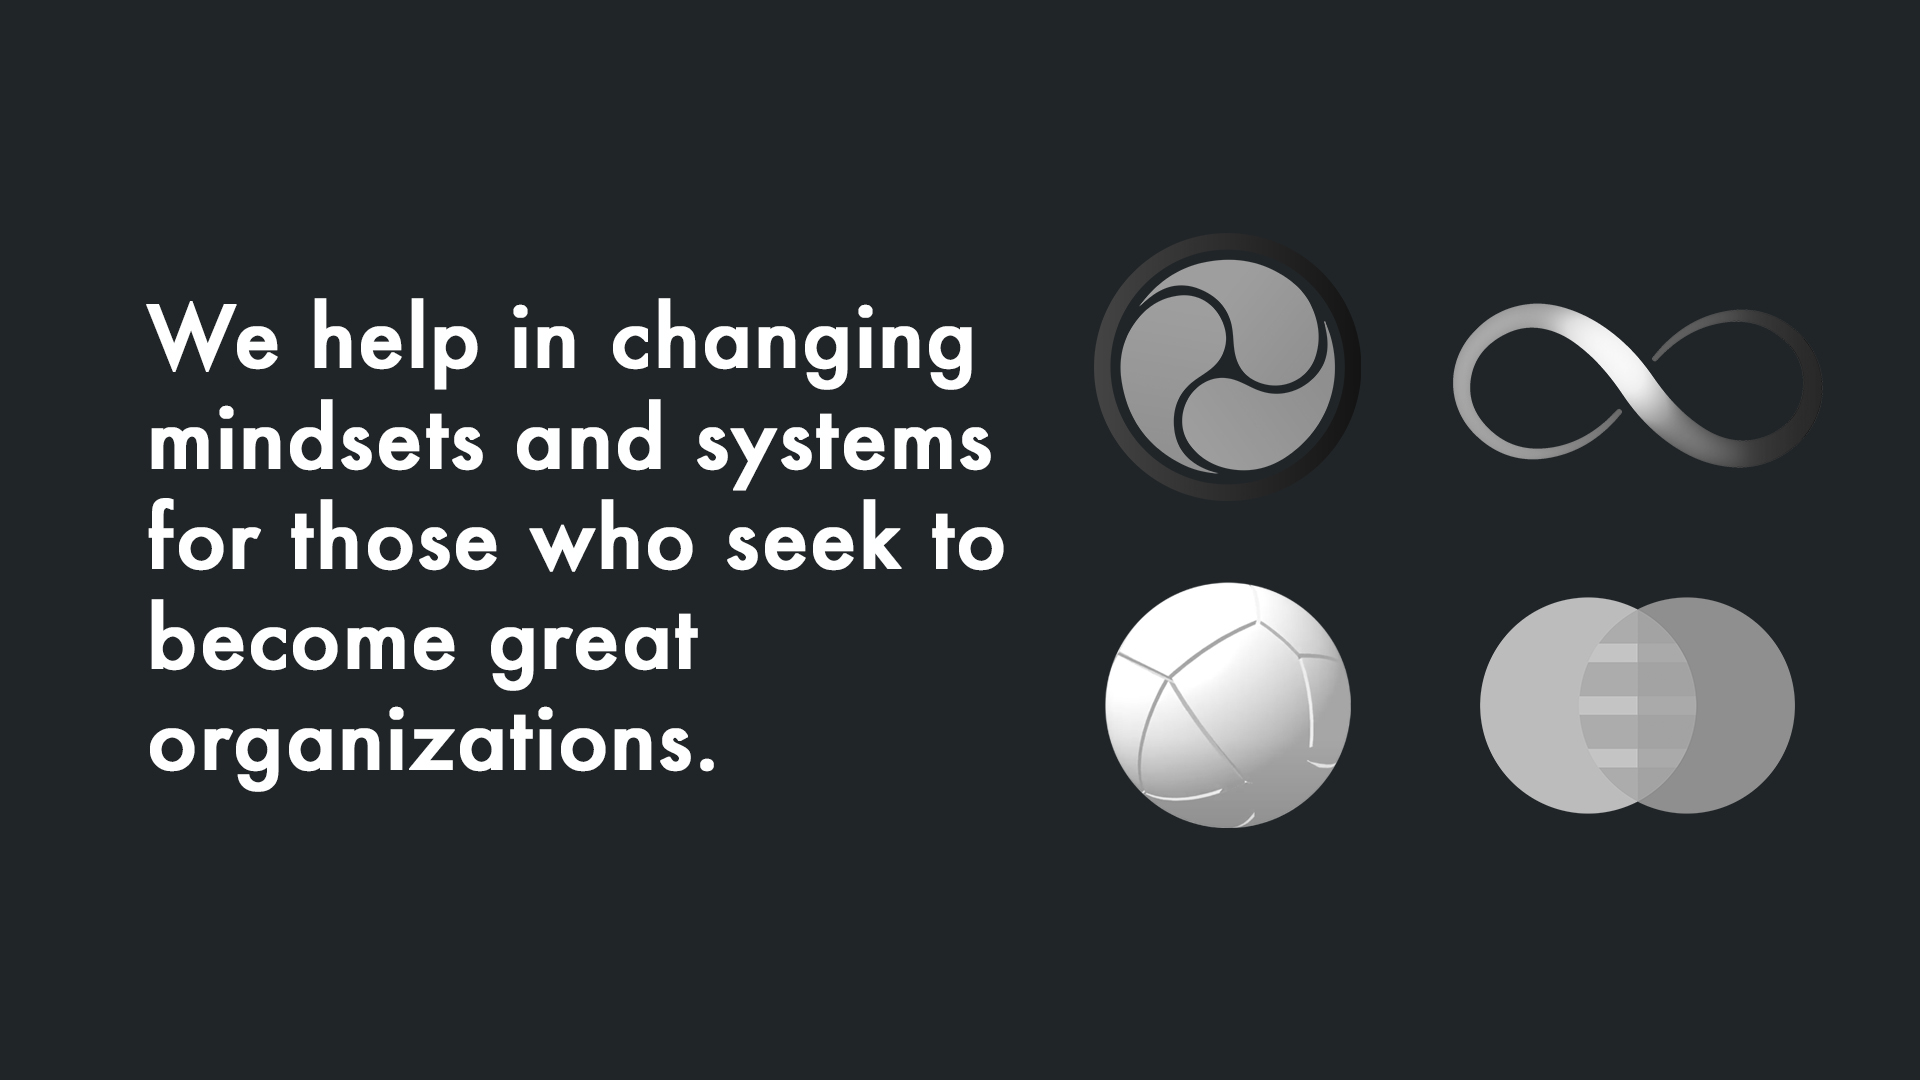 We help in changing
mindsets and systems
for those who seek to
become great
organizations.